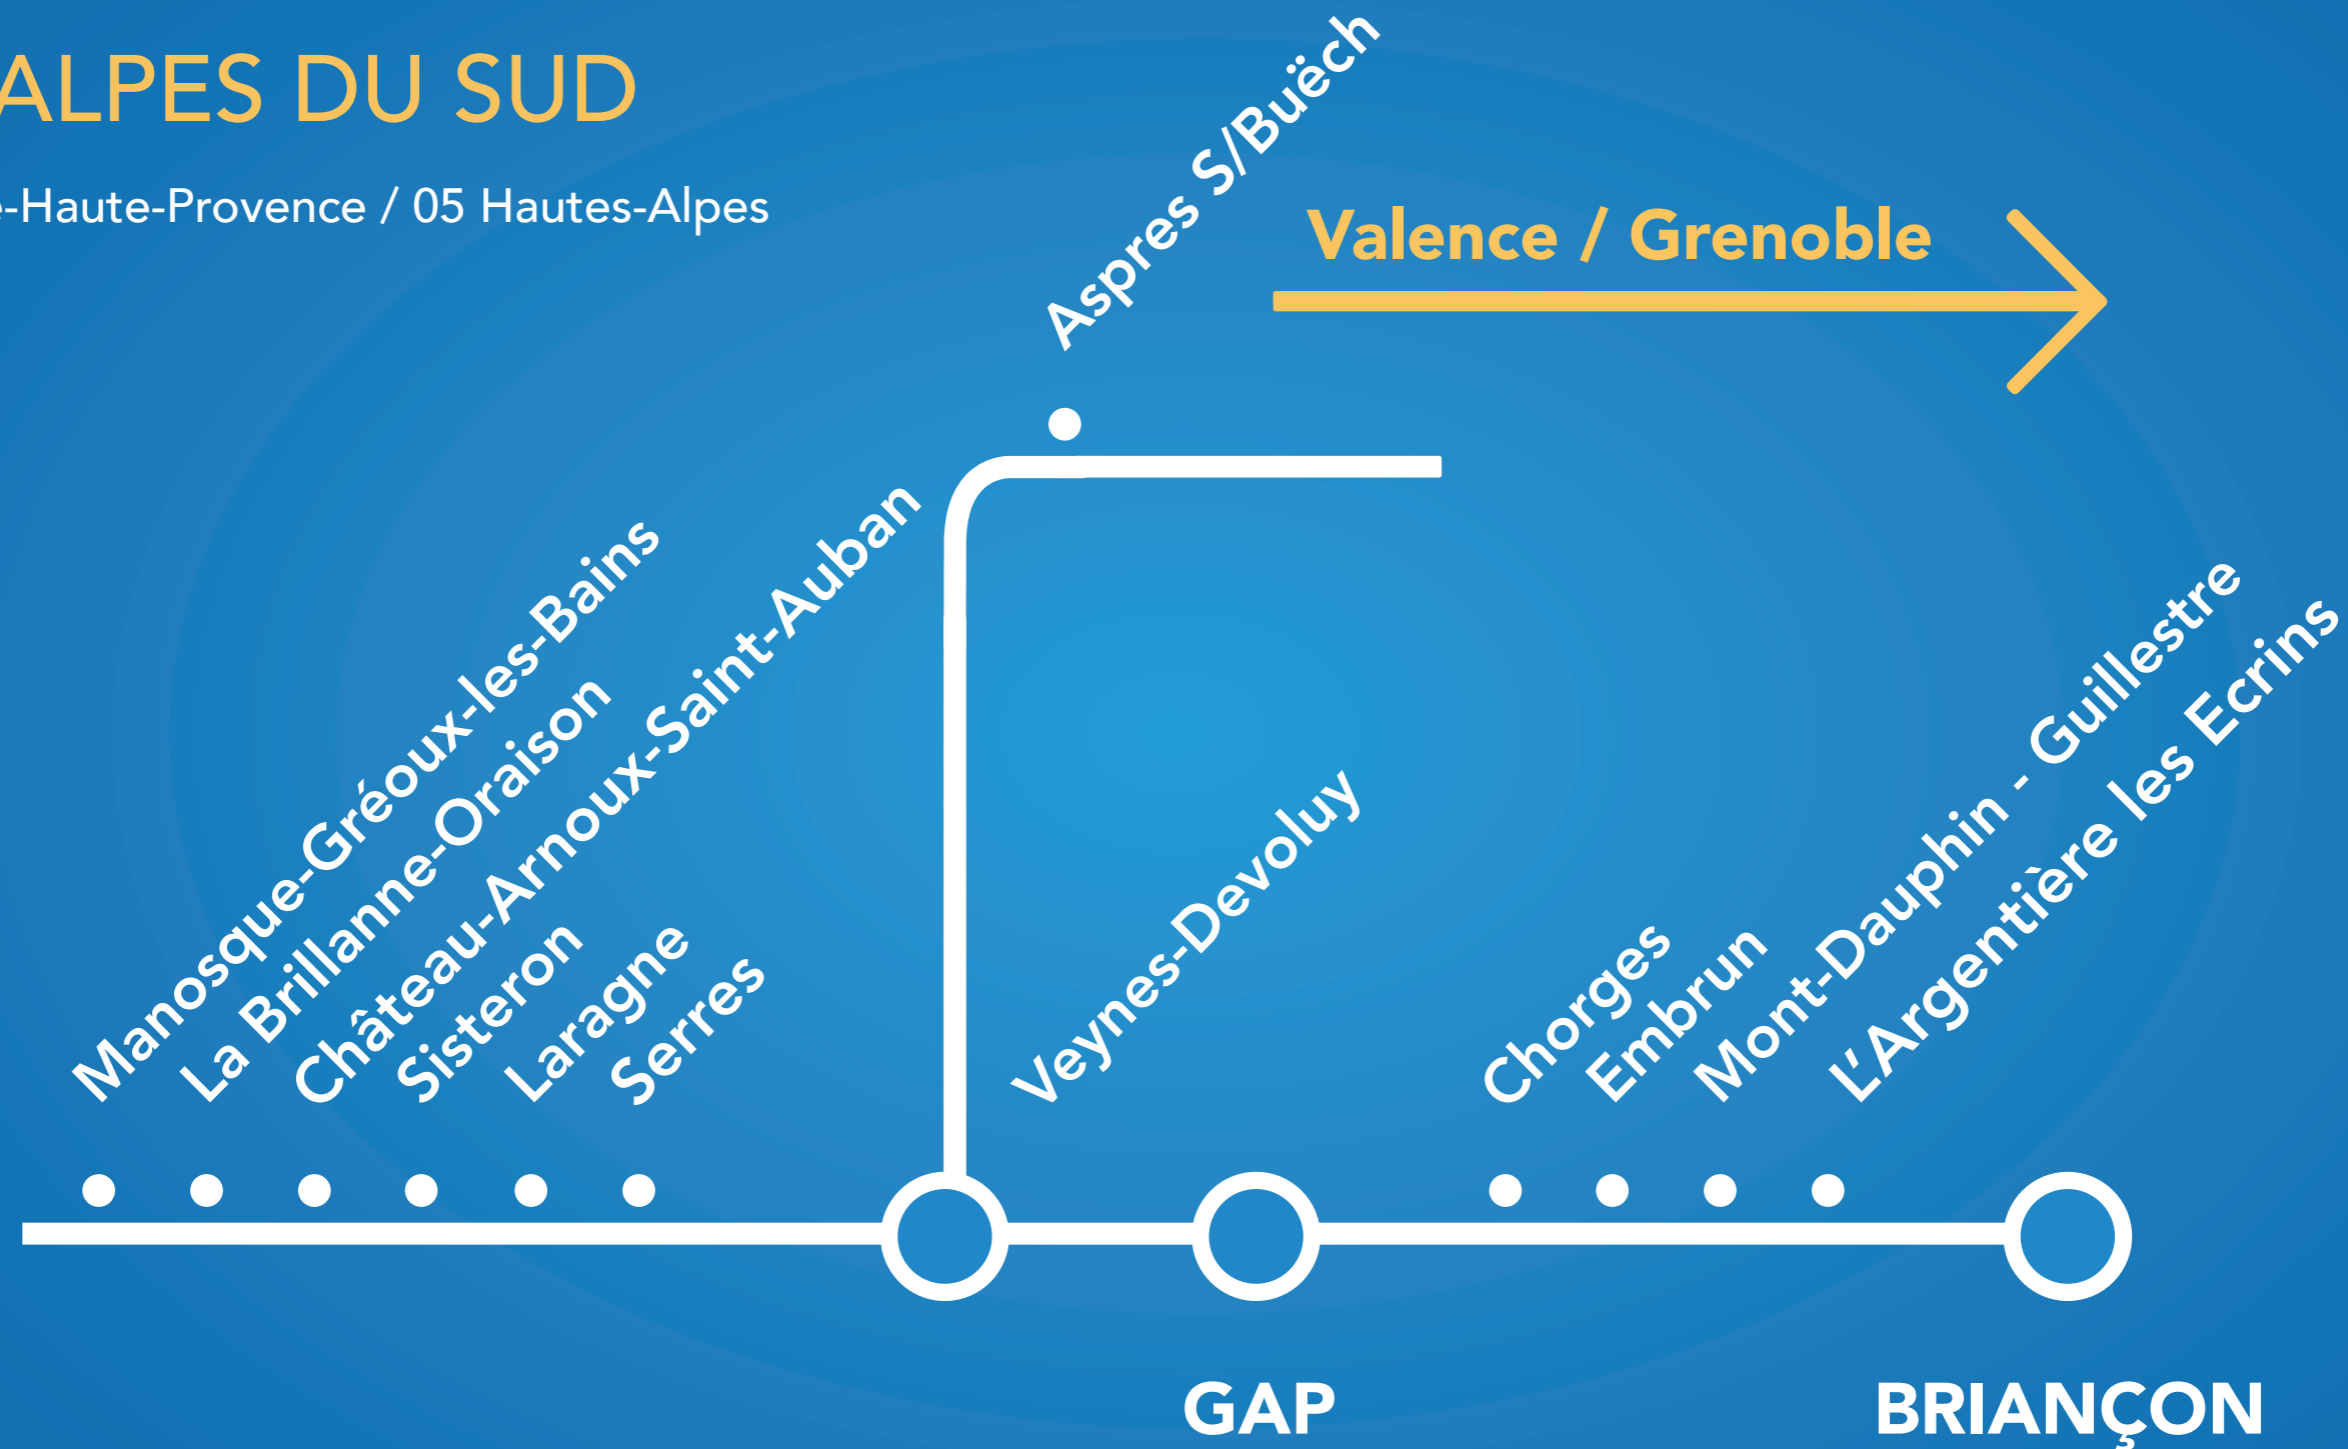 ALPES DU SUD
-Haute-Provence / 05 Hautes-Alpes
Aspres S/Buëch
Valence / Grenoble
Manosque-Gréoux-les-Bains
La Brillanne-Oraison
Château-Arnoux-Saint-Auban
Sisteron
Laragne
Serres
Veynes-Devoluy
Chorges
Embrun
Mont-Dauphin - Guillestre
L'Argentière les Ecrins
GAP
BRIANÇON